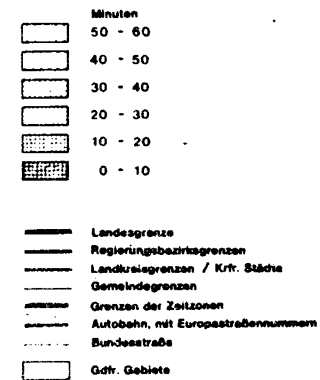 Minuten
50 - 60
40 - 50
30 - 40
20 - 30
10 - 20
0 - 10
Landesgrenze
Regierungsbezirksgrenzen
Landkreisgrenzen / Krfr. Städte
Gemeindegrenzen
Grenzen der Zeitzonen
Autobahn, mit Europastraßennummern
Bundesstraße
Gdfr. Gebiete